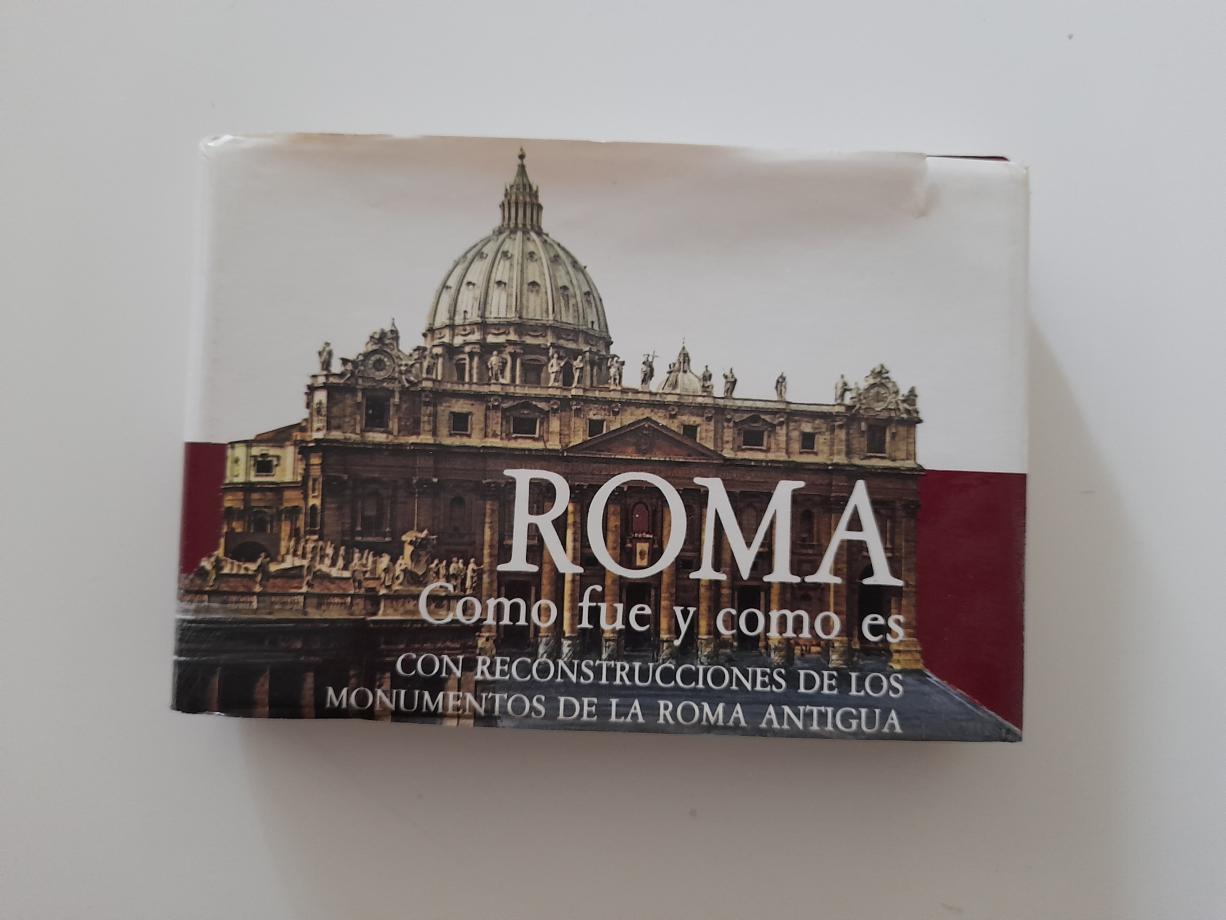 ROMA
Como fue y como es
CON RECONSTRUCCIONES DE LOS
MONUMENTOS DE LA ROMA ANTIGUA